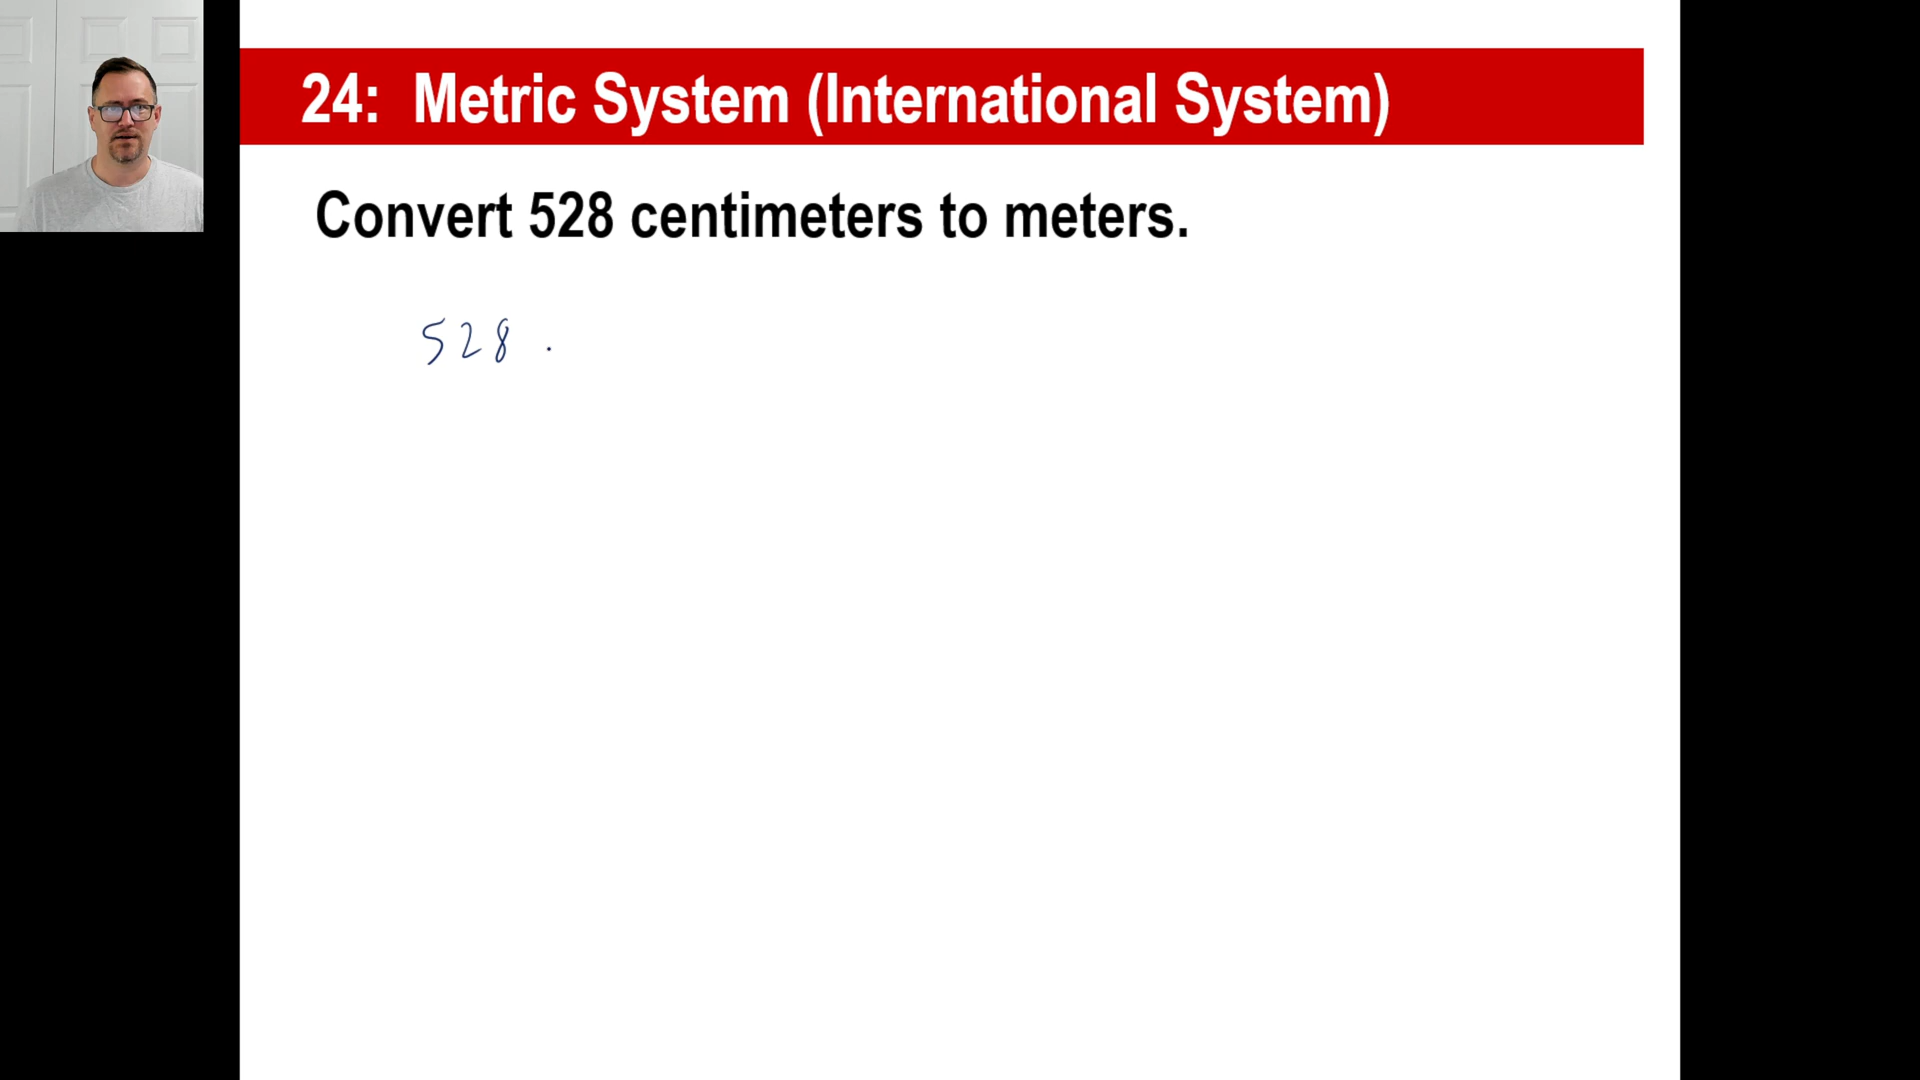 24: Metric System (International System)
Convert 528 centimeters to meters.
528.